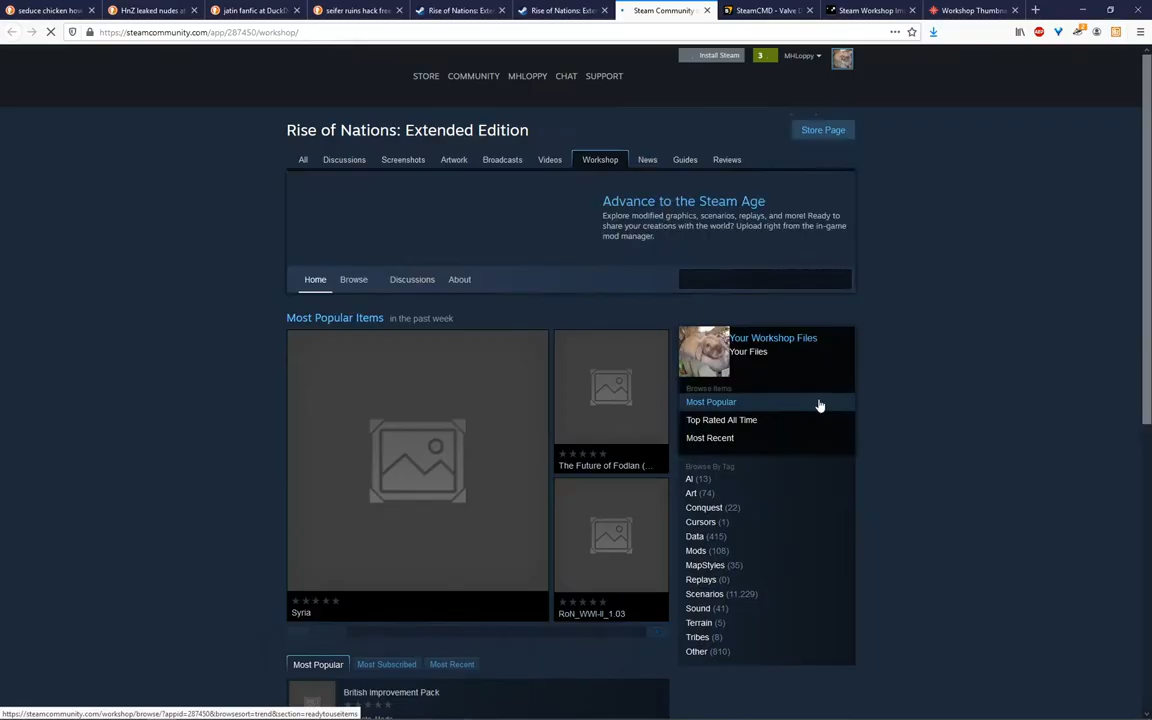 seduce chicken how
HnZ leaked nudes at
jatin fanfic at DuckD
seifer ruins hack free
Rise of Nations: Exte
Rise of Nations: Exte
Steam Community
SteamCMD - Valve D
Steam Workshop Im
Workshop Thumbn
https://steamcommunity.com/app/287450/workshop/
Install Steam
3
MHLoppy
STORE COMMUNITY MHLOPPY CHAT SUPPORT
Rise of Nations: Extended Edition
Store Page
All Discussions Screenshots Artwork Broadcasts Videos Workshop News Guides Reviews
Advance to the Steam Age
Explore modified graphics, scenarios, replays, and more! Ready to
share your creations with the world? Upload right from the in-game
mod manager.
Home Browse Discussions About
Most Popular Items in the past week
Syria
The Future of Fodlan (...
RoN_WWI-II_1.03
Your Workshop Files
Your Files
Browse Items
Most Popular
Top Rated All Time
Most Recent
Browse By Tag
AI (13)
Art (74)
Conquest (22)
Cursors (1)
Data (415)
Mods (106)
MapStyles (35)
Replays (0)
Scenarios (11,229)
Sound (41)
Terrain (5)
Tribes (8)
Other (810)
Most Popular Most Subscribed Most Recent
British Improvement Pack
https://steamcommunity.com/workshop/browse/?appid=287450&browsesort=trend&section=readytouseitems